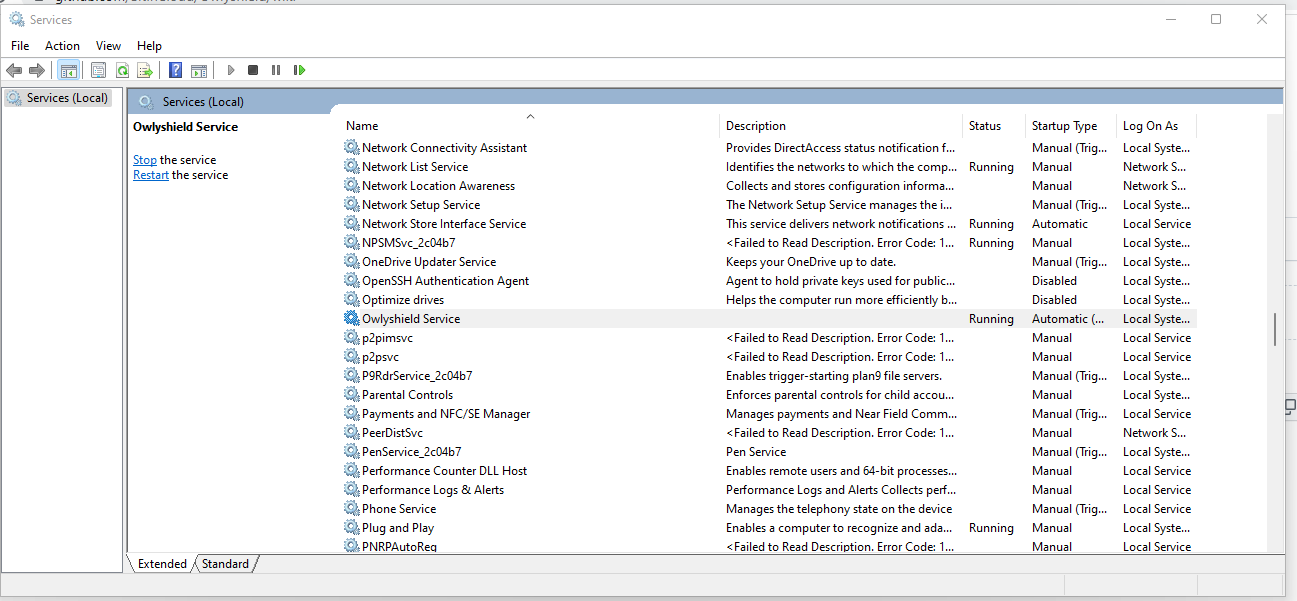 Services
File Action View Help
Services (Local)
Services (Local)
Owlyshield Service
Stop the service
Restart the service
Name Description Status Startup Type Log On As
Network Connectivity Assistant Provides DirectAccess status notification f... Manual (Trig... Local Syste...
Network List Service Identifies the networks to which the comp... Running Manual Network S...
Network Location Awareness Collects and stores configuration informa... Manual Network S...
Network Setup Service The Network Setup Service manages the i... Manual (Trig... Local Syste...
Network Store Interface Service This service delivers network notifications ... Running Automatic Local Service
NPSMSvc_2c04b7 <Failed to Read Description. Error Code: 1... Running Manual Local Syste...
OneDrive Updater Service Keeps your OneDrive up to date. Manual (Trig... Local Syste...
OpenSSH Authentication Agent Agent to hold private keys used for public... Disabled Local Syste...
Optimize drives Helps the computer run more efficiently b... Disabled Local Syste...
Owlyshield Service Running Automatic (... Local Syste...
p2pimsvc <Failed to Read Description. Error Code: 1... Manual Local Service
p2psvc <Failed to Read Description. Error Code: 1... Manual Local Service
P9RdrService_2c04b7 Enables trigger-starting plan9 file servers. Manual (Trig... Local Syste...
Parental Controls Enforces parental controls for child accou... Manual Local Syste...
Payments and NFC/SE Manager Manages payments and Near Field Comm... Manual (Trig... Local Service
PeerDistSvc <Failed to Read Description. Error Code: 1... Manual Network S...
PenService_2c04b7 Pen Service Manual (Trig... Local Syste...
Performance Counter DLL Host Enables remote users and 64-bit processes... Manual Local Service
Performance Logs & Alerts Performance Logs and Alerts Collects perf... Manual Local Service
Phone Service Manages the telephony state on the device Manual (Trig... Local Service
Plug and Play Enables a computer to recognize and ada... Running Manual Local Syste...
PNRPAutoReg <Failed to Read Description. Error Code: 1... Manual Local Service
Extended Standard